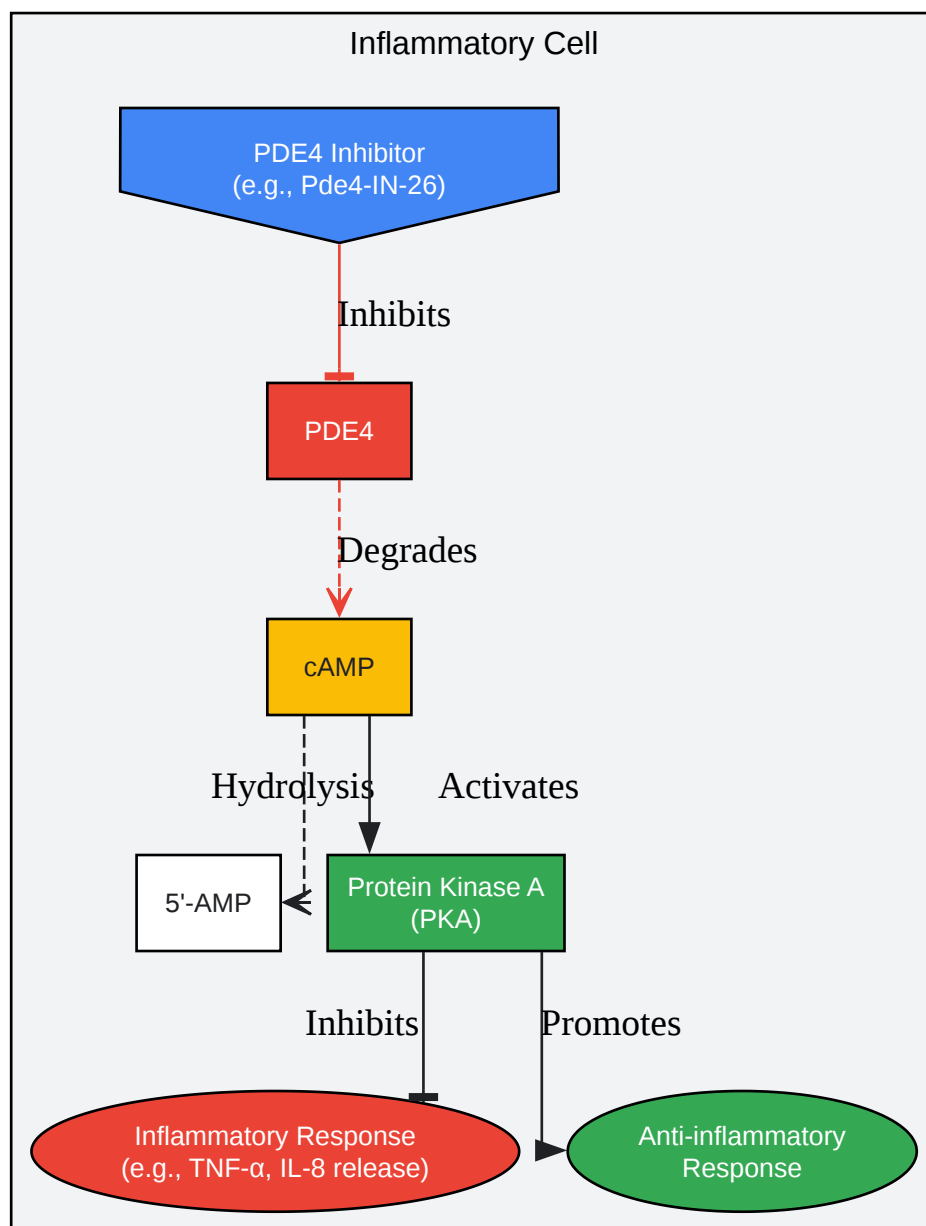 Inflammatory Cell
PDE4 Inhibitor
(e.g., Pde4-IN-26)
Inhibits
PDE4
Degrades
cAMP
Hydrolysis
Activates
5'-AMP
Protein Kinase A
(PKA)
Inhibits
Promotes
Inflammatory Response
(e.g., TNF-α, IL-8 release)
Anti-inflammatory
Response